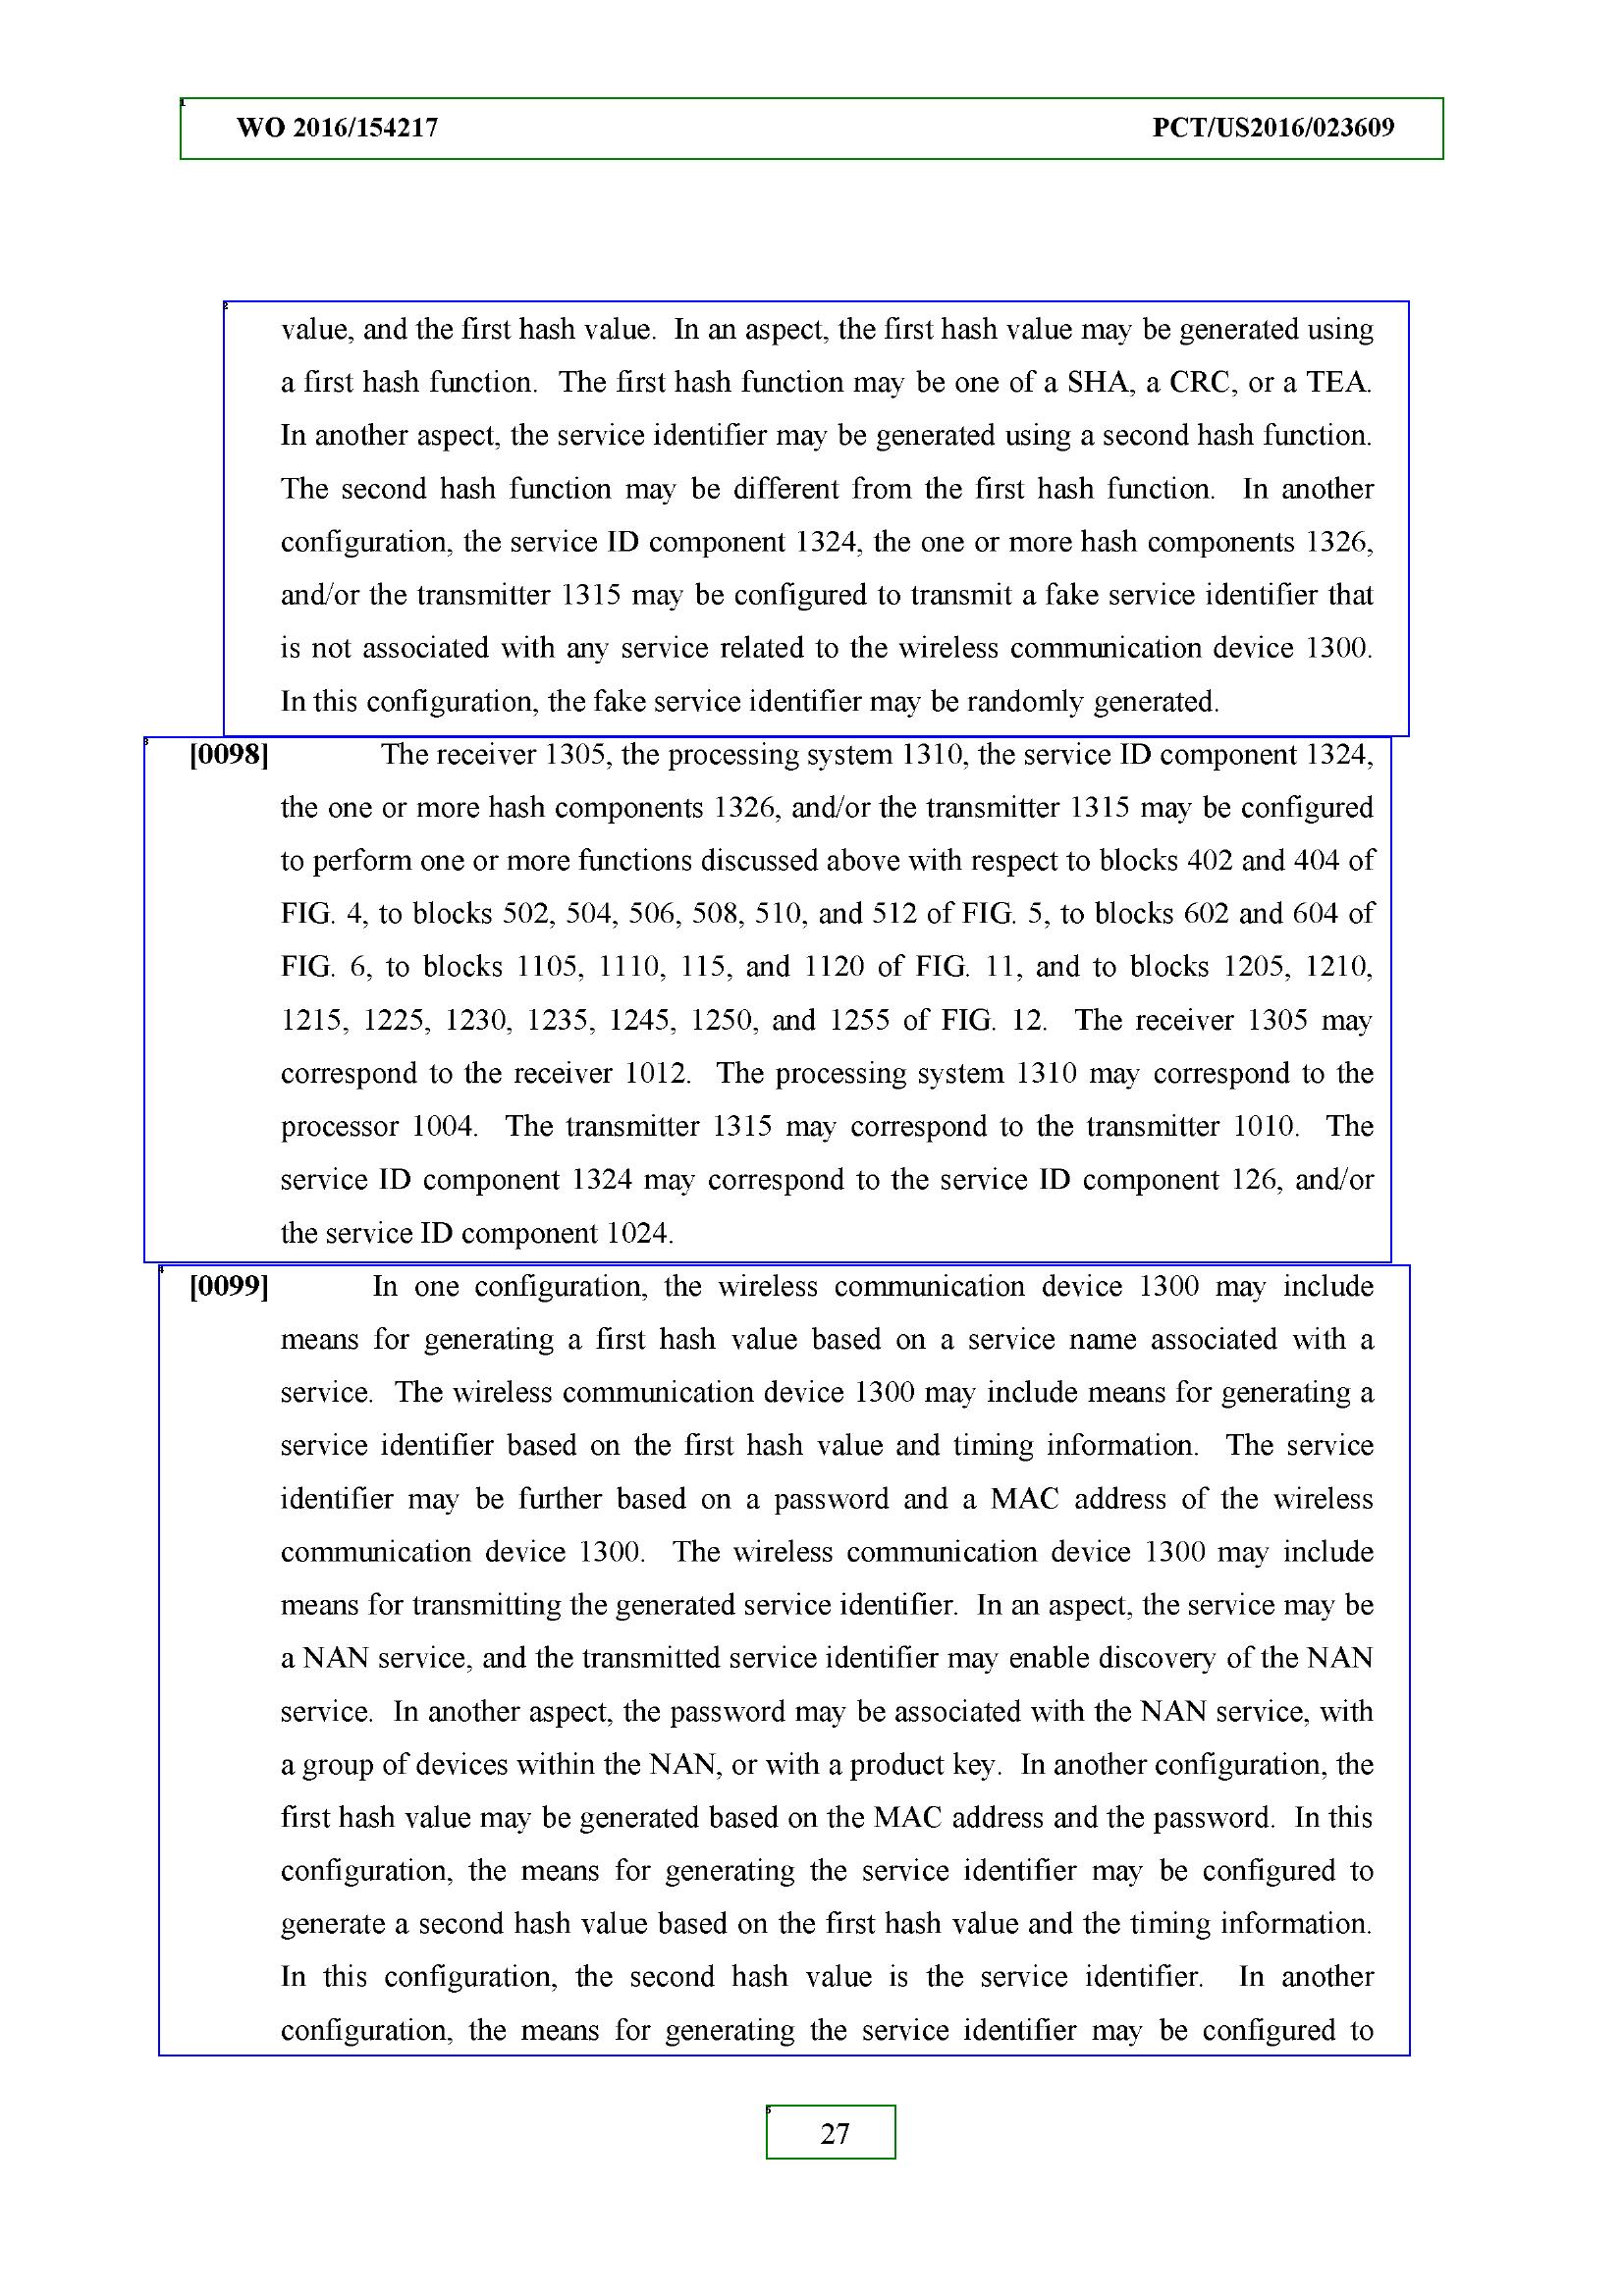 WO 2016/154217 PCT/US2016/023609
value, and the first hash value. In an aspect, the first hash value may be generated using
a first hash function. The first hash function may be one of a SHA, a CRC, or a TEA.
In another aspect, the service identifier may be generated using a second hash function.
The second hash function may be different from the first hash function. In another
configuration, the service ID component 1324, the one or more hash components 1326,
and/or the transmitter 1315 may be configured to transmit a fake service identifier that
is not associated with any service related to the wireless communication device 1300.
In this configuration, the fake service identifier may be randomly generated.
[0098] The receiver 1305, the processing system 1310, the service ID component 1324,
the one or more hash components 1326, and/or the transmitter 1315 may be configured
to perform one or more functions discussed above with respect to blocks 402 and 404 of
FIG. 4, to blocks 502, 504, 506, 508, 510, and 512 of FIG. 5, to blocks 602 and 604 of
FIG. 6, to blocks 1105, 1110, 115, and 1120 of FIG. 11, and to blocks 1205, 1210,
1215, 1225, 1230, 1235, 1245, 1250, and 1255 of FIG. 12. The receiver 1305 may
correspond to the receiver 1012. The processing system 1310 may correspond to the
processor 1004. The transmitter 1315 may correspond to the transmitter 1010. The
service ID component 1324 may correspond to the service ID component 126, and/or
the service ID component 1024.
[0099] In one configuration, the wireless communication device 1300 may include
means for generating a first hash value based on a service name associated with a
service. The wireless communication device 1300 may include means for generating a
service identifier based on the first hash value and timing information. The service
identifier may be further based on a password and a MAC address of the wireless
communication device 1300. The wireless communication device 1300 may include
means for transmitting the generated service identifier. In an aspect, the service may be
a NAN service, and the transmitted service identifier may enable discovery of the NAN
service. In another aspect, the password may be associated with the NAN service, with
a group of devices within the NAN, or with a product key. In another configuration, the
first hash value may be generated based on the MAC address and the password. In this
configuration, the means for generating the service identifier may be configured to
generate a second hash value based on the first hash value and the timing information.
In this configuration, the second hash value is the service identifier. In another
configuration, the means for generating the service identifier may be configured to
27